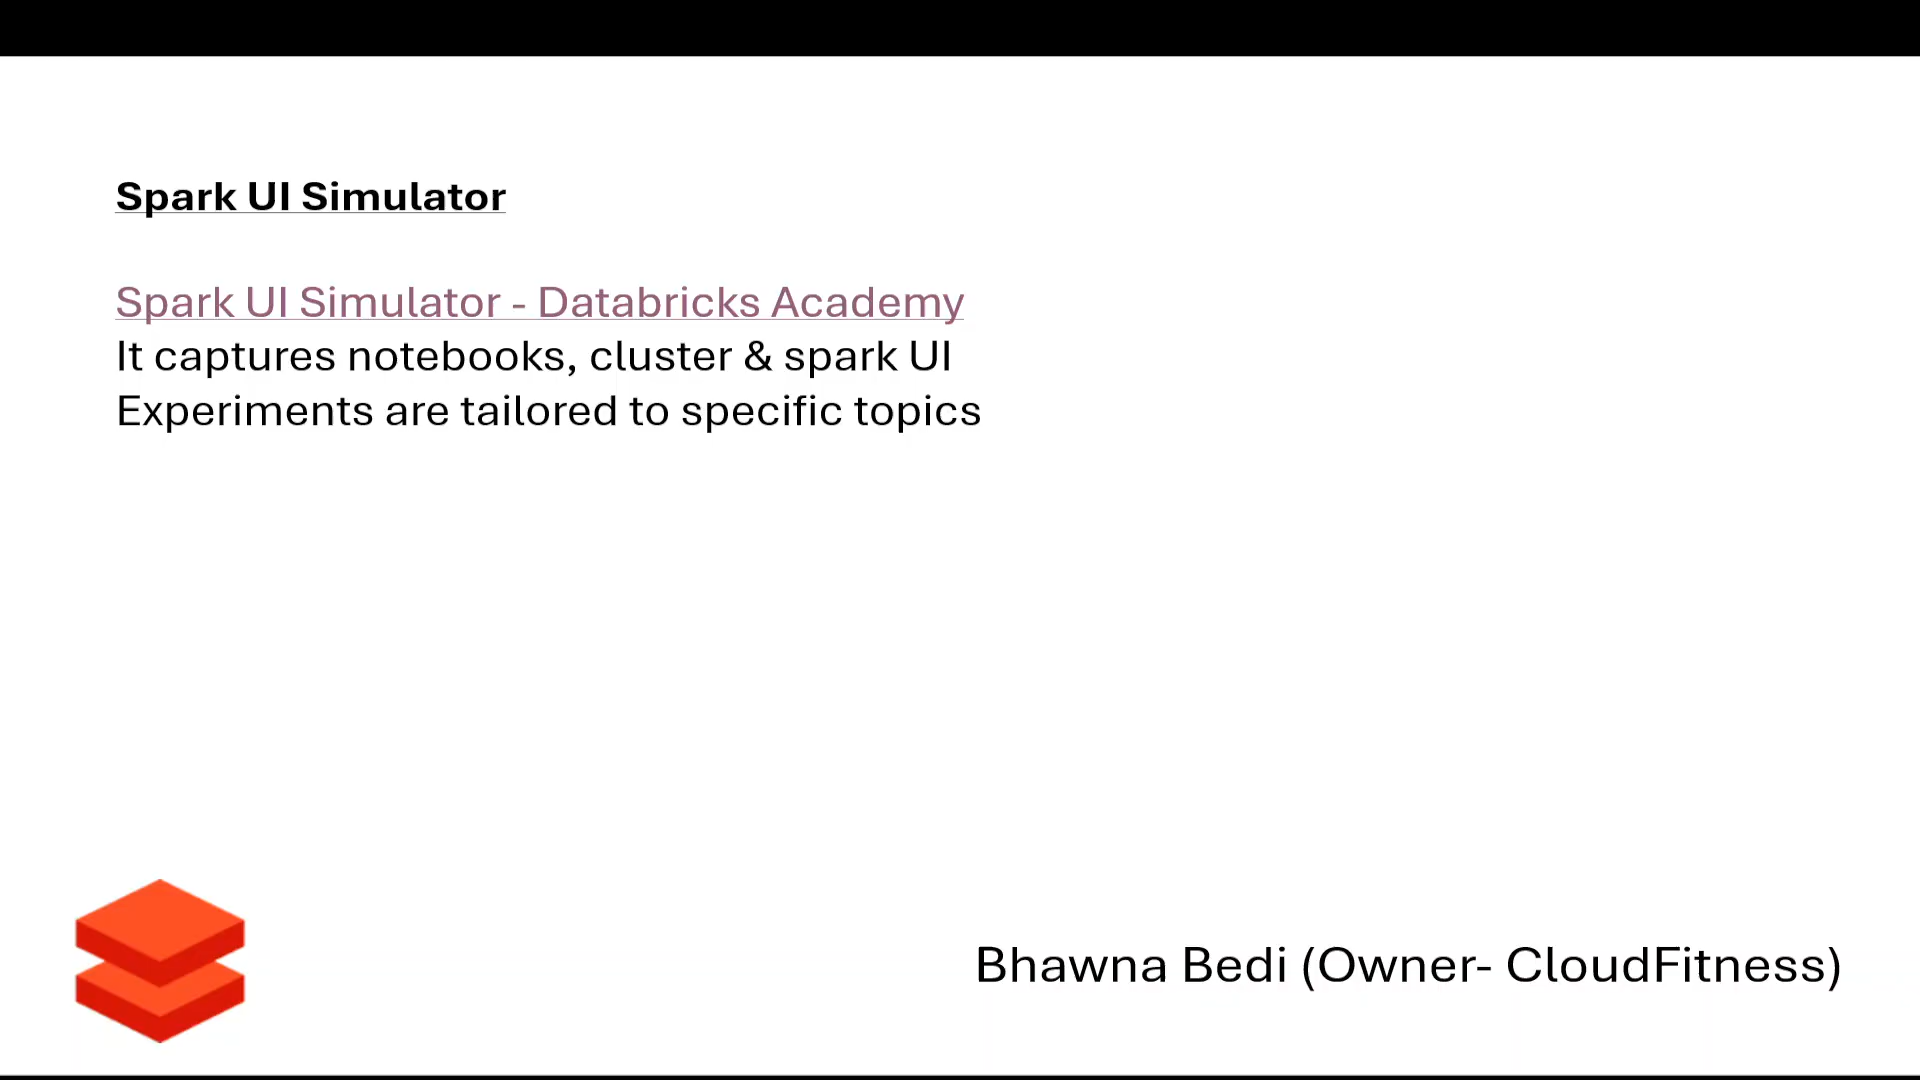 Spark UI Simulator
Spark UI Simulator - Databricks Academy
It captures notebooks, cluster & spark UI
Experiments are tailored to specific topics
Bhawna Bedi (Owner- CloudFitness)